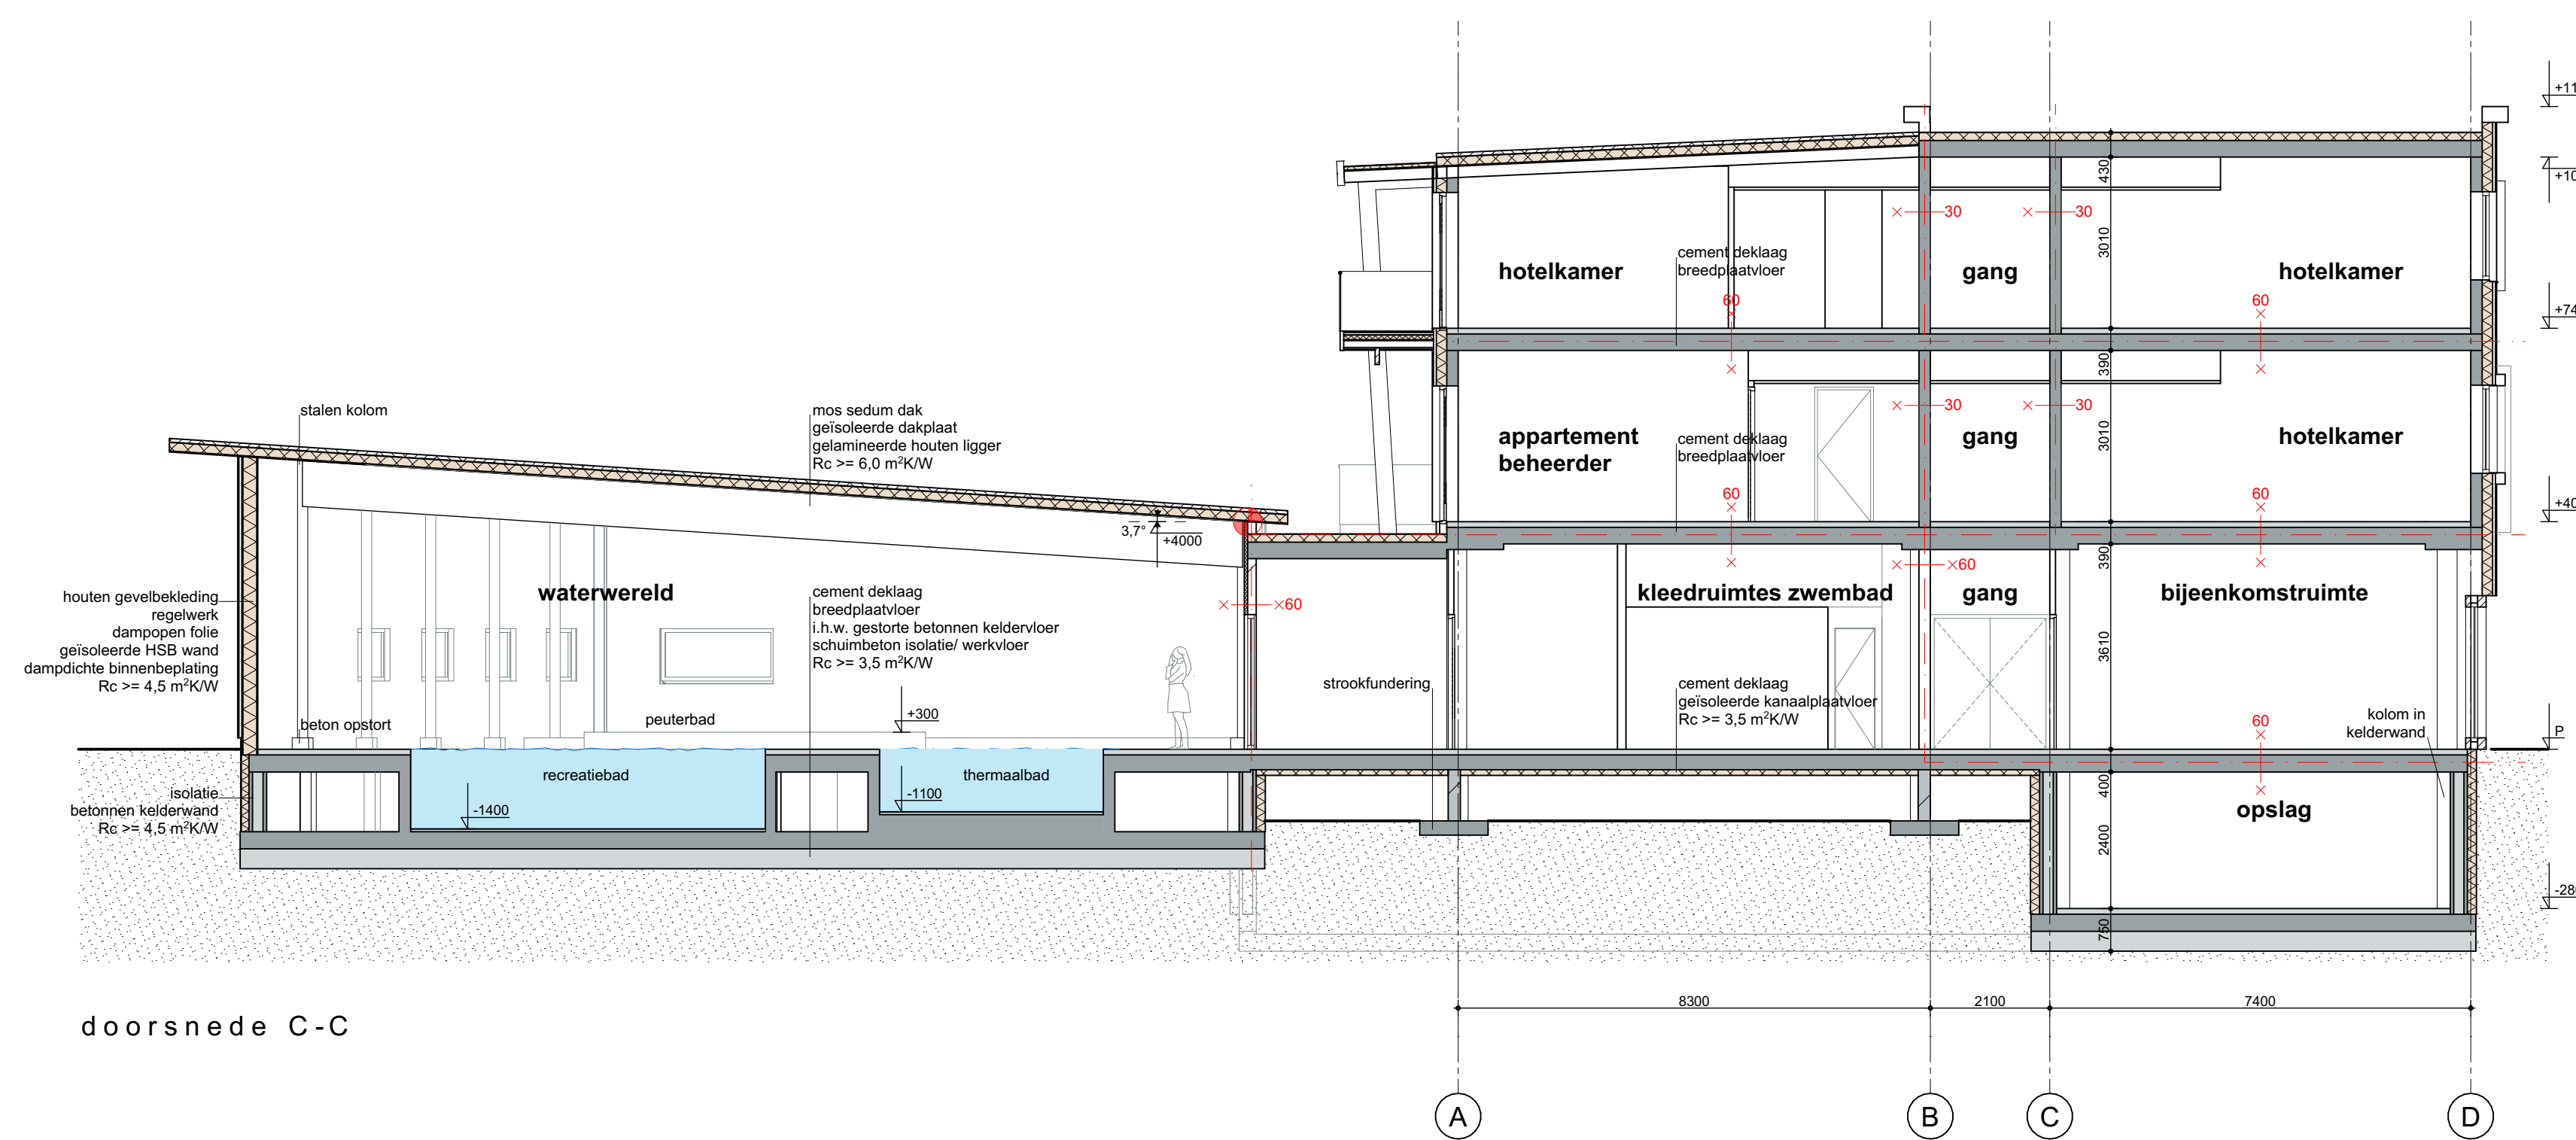 +11
430
+10
30
30
3010
cement deklaag
breedplaatvloer
hotelkamer
gang
hotelkamer
60
60
+74
390
30
30
stalen kolom
mos sedum dak
geïsoleerde dakplaat
gelamineerde houten ligger
Rc >= 6,0 m²K/W
appartement
beheerder
cement deklaag
breedplaatvloer
gang
3010
hotelkamer
60
60
+40
3,7°
+4000
390
60
houten gevelbekleding
regelwerk
dampopen folie
geïsoleerde HSB wand
dampdichte binnenbeplating
Rc >= 4,5 m²K/W
waterwereld
cement deklaag
breedplaatvloer
i.h.w. gestorte betonnen keldervloer
schuimbeton isolatie/ werkvloer
Rc >= 3,5 m²K/W
60
kleedruimtes zwembad
gang
bijeenkomstruimte
3610
strookfundering
cement deklaag
geïsoleerde kanaalplaatvloer
Rc >= 3,5 m²K/W
kolom in
kelderwand
beton opstort
peuterbad
+300
60
P
recreatiebad
thermaalbad
isolatie
betonnen kelderwand
Rc >= 4,5 m²K/W
-1400
-1100
400
opslag
2400
-28
750
8300
2100
7400
doorsnede C-C
A
B
C
D